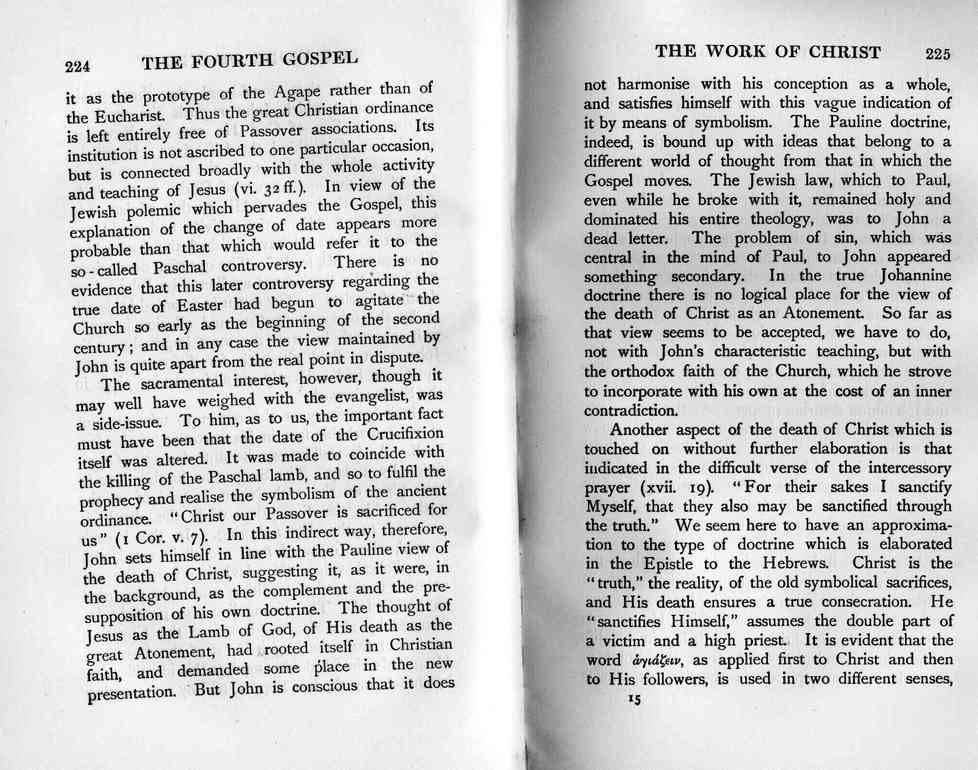 224 THE FOURTH GOSPEL
it as the prototype of the Agape rather than of
the Eucharist. Thus the great Christian ordinance
is left entirely free of Passover associations. Its
institution is not ascribed to one particular occasion,
but is connected broadly with the whole activity
and teaching of Jesus (vi. 32 ff.). In view of the
Jewish polemic which pervades the Gospel, this
explanation of the change of date appears more
probable than that which would refer it to the
so-called Paschal controversy. There is no
evidence that this later controversy regarding the
true date of Easter had begun to agitate the
Church so early as the beginning of the second
century; and in any case the view maintained by
John is quite apart from the real point in dispute.
The sacramental interest, however, though it
may well have weighed with the evangelist, was
a side-issue. To him, as to us, the important fact
must have been that the date of the Crucifixion
itself was altered. It was made to coincide with
the killing of the Paschal lamb, and so to fulfil the
prophecy and realise the symbolism of the ancient
ordinance. "Christ our Passover is sacrificed for
us" (1 Cor. v. 7). In this indirect way, therefore,
John sets himself in line with the Pauline view of
the death of Christ, suggesting it, as it were, in
the background, as the complement and the pre-
supposition of his own doctrine. The thought of
Jesus as the Lamb of God, of His death as the
great Atonement, had rooted itself in Christian
faith, and demanded some place in the new
presentation. But John is conscious that it does
THE WORK OF CHRIST 225
not harmonise with his conception as a whole,
and satisfies himself with this vague indication of
it by means of symbolism. The Pauline doctrine,
indeed, is bound up with ideas that belong to a
different world of thought from that in which the
Gospel moves. The Jewish law, which to Paul,
even while he broke with it, remained holy and
dominated his entire theology, was to John a
dead letter. The problem of sin, which was
central in the mind of Paul, to John appeared
something secondary. In the true Johannine
doctrine there is no logical place for the view of
the death of Christ as an Atonement. So far as
that view seems to be accepted, we have to do,
not with John's characteristic teaching, but with
the orthodox faith of the Church, which he strove
to incorporate with his own at the cost of an inner
contradiction.
Another aspect of the death of Christ which is
touched on without further elaboration is that
indicated in the difficult verse of the intercessory
prayer (xvii. 19). "For their sakes I sanctify
Myself, that they also may be sanctified through
the truth." We seem here to have an approxima-
tion to the type of doctrine which is elaborated
in the Epistle to the Hebrews. Christ is the
"truth," the reality, of the old symbolical sacrifices,
and His death ensures a true consecration. He
"sanctifies Himself," assumes the double part of
a victim and a high priest. It is evident that the
word ἁγιάζειν, as applied first to Christ and then
to His followers, is used in two different senses,
15